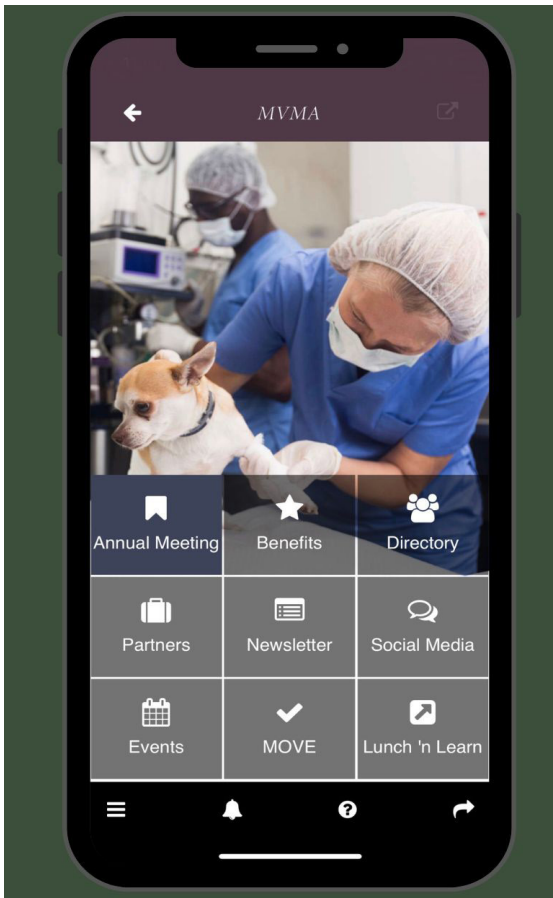 MVMA
Annual Meeting
Benefits
Directory
Partners
Newsletter
Social Media
Events
MOVE
Lunch 'n Learn